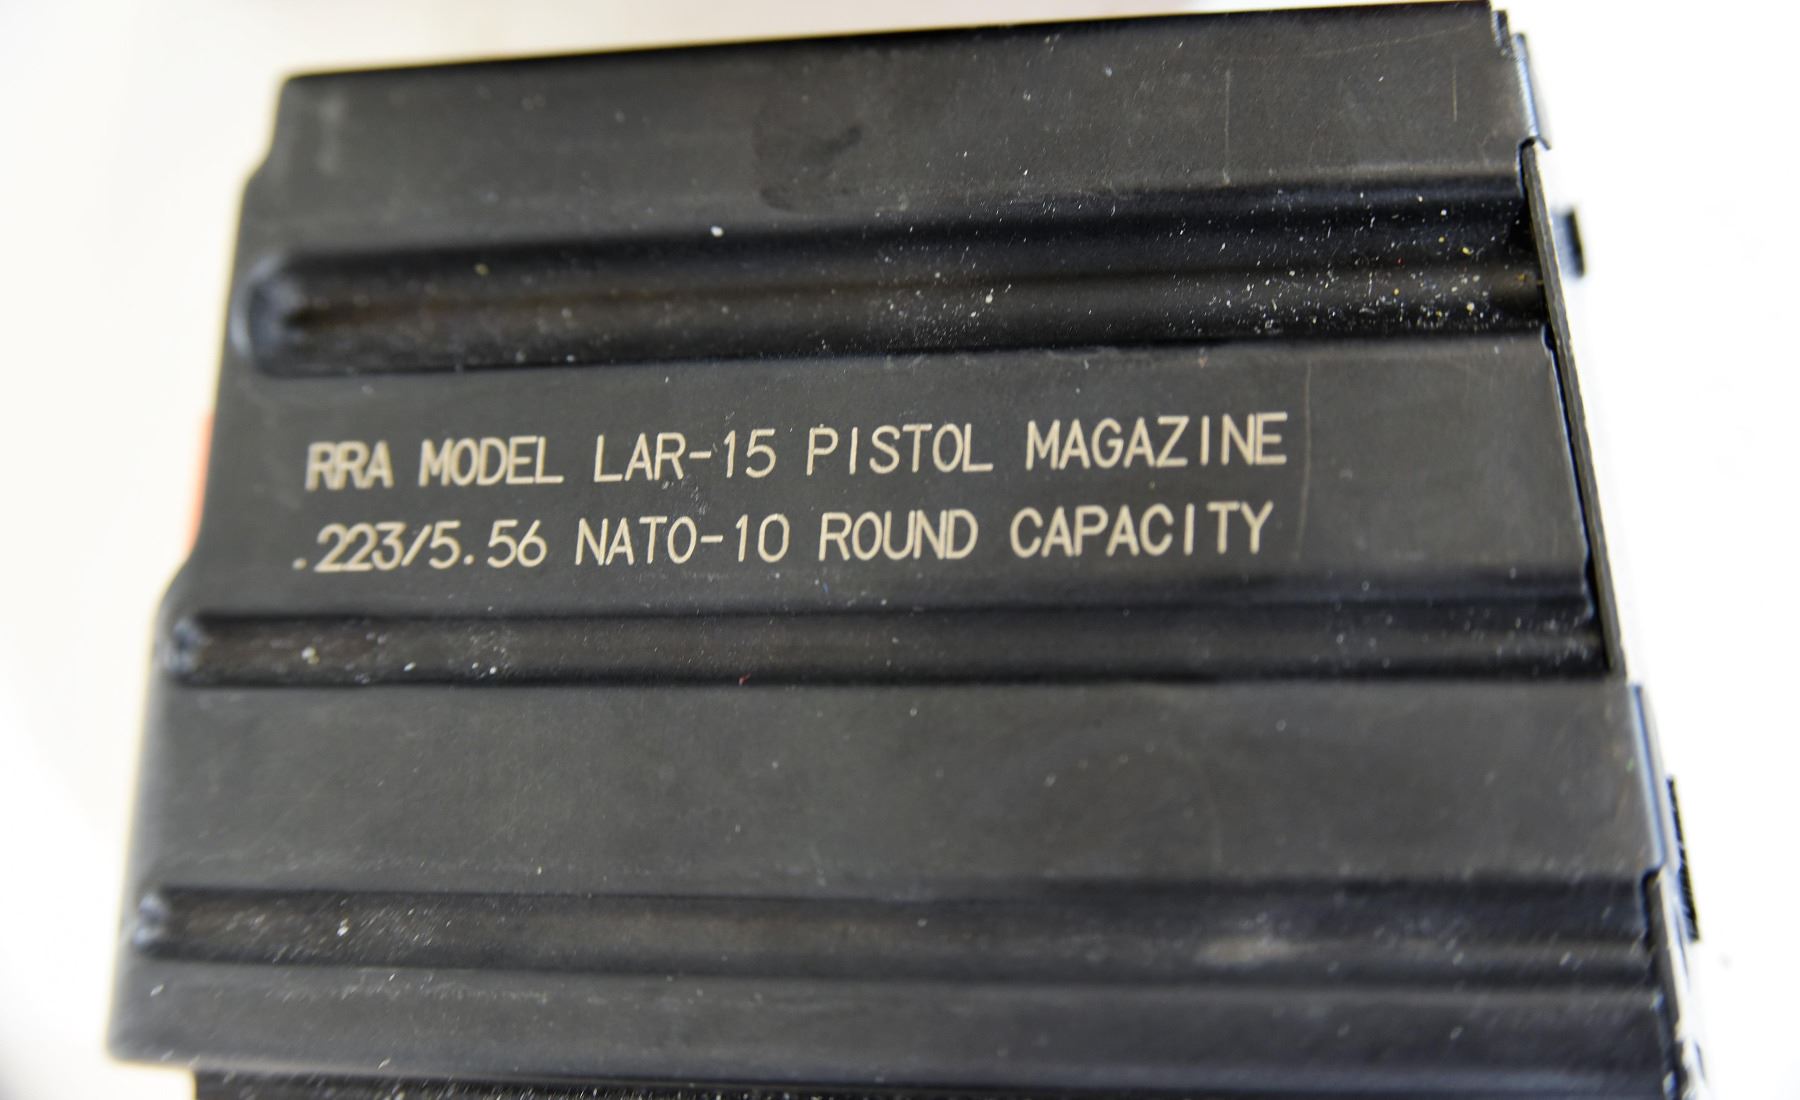 RRA MODEL LAR-15 PISTOL MAGAZINE
.223/5.56 NATO-10 ROUND CAPACITY